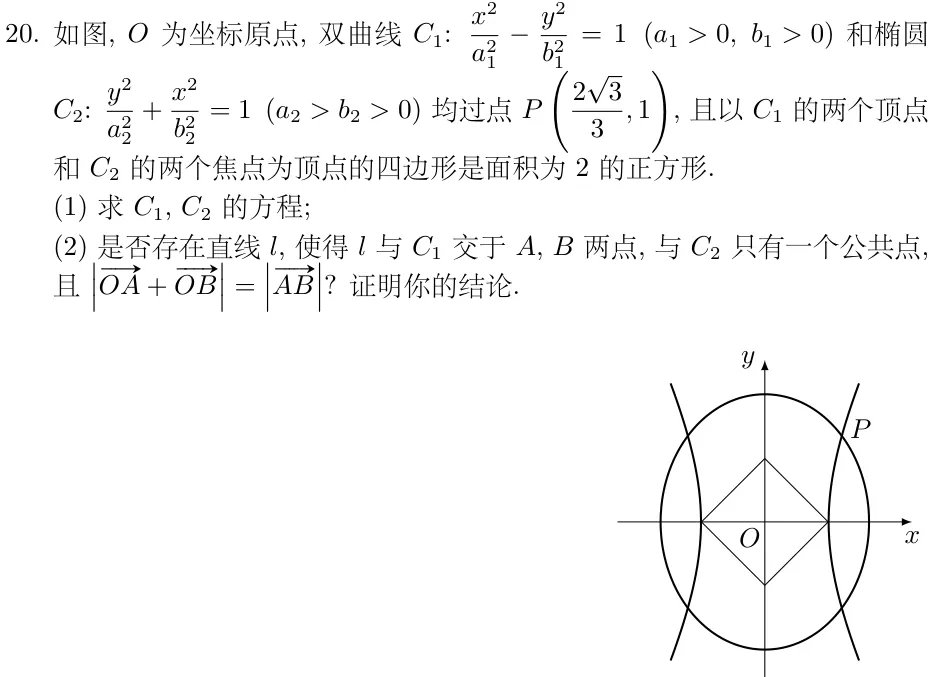 20. 如图, O 为坐标原点, 双曲线 C₁: x²/a₁² − y²/b₁² = 1 (a₁ > 0, b₁ > 0) 和椭圆
C₂: y²/a₂² + x²/b₂² = 1 (a₂ > b₂ > 0) 均过点 P(2√3/3, 1), 且以 C₁ 的两个顶点
和 C₂ 的两个焦点为顶点的四边形是面积为 2 的正方形.
(1) 求 C₁, C₂ 的方程;
(2) 是否存在直线 l, 使得 l 与 C₁ 交于 A, B 两点, 与 C₂ 只有一个公共点,
且 |\overrightarrow{OA} + \overrightarrow{OB}| = |\overrightarrow{AB}|? 证明你的结论.
y
P
O
x